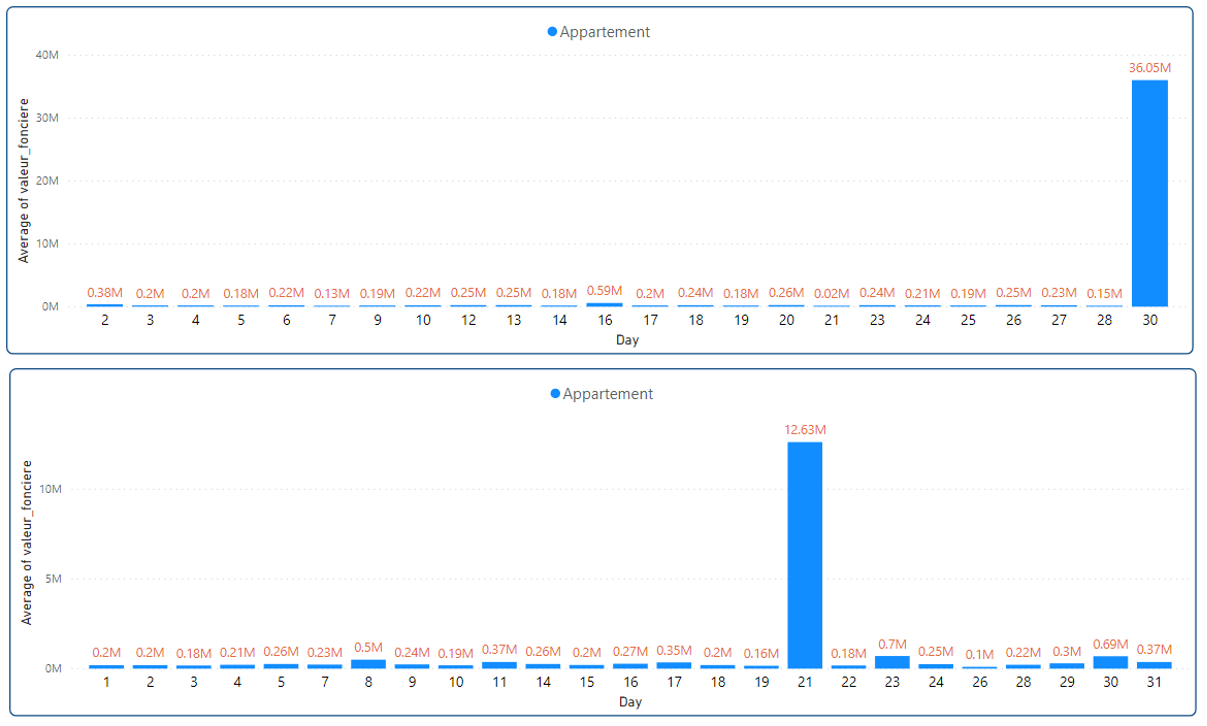 Appartement
Average of valeur_fonciere
40M
30M
20M
10M
0M
0.38M 0.2M 0.2M 0.18M 0.22M 0.13M 0.19M 0.22M 0.25M 0.25M 0.18M 0.59M 0.2M 0.24M 0.18M 0.26M 0.02M 0.24M 0.21M 0.19M 0.25M 0.23M 0.15M 36.05M
2 3 4 5 6 7 9 10 12 13 14 16 17 18 19 20 21 23 24 25 26 27 28 30
Day
Appartement
Average of valeur_fonciere
10M
5M
0M
0.2M 0.2M 0.18M 0.21M 0.26M 0.23M 0.5M 0.24M 0.19M 0.37M 0.26M 0.2M 0.27M 0.35M 0.2M 0.16M 12.63M 0.18M 0.7M 0.25M 0.1M 0.22M 0.3M 0.69M 0.37M
1 2 3 4 5 7 8 9 10 11 14 15 16 17 18 19 21 22 23 24 26 28 29 30 31
Day